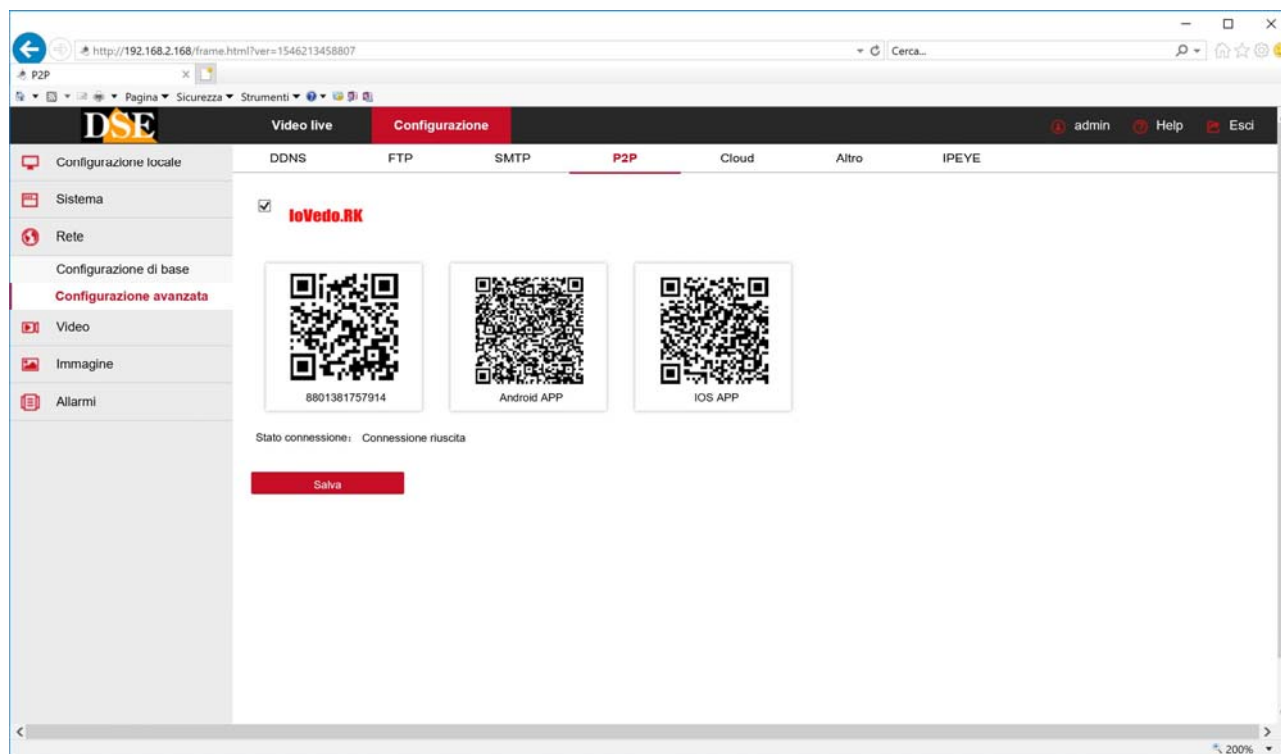 http://192.168.2.168/frame.html?ver=1546213458807
Cerca...
P2P
Pagina Sicurezza Strumenti
DSE
Video live
Configurazione
admin
Help
Esci
Configurazione locale
Sistema
Rete
Configurazione di base
Configurazione avanzata
Video
Immagine
Allarmi
DDNS
FTP
SMTP
P2P
Cloud
Altro
IPEYE
IoVedo.RK
8801381757914
Android APP
IOS APP
Stato connessione: Connessione riuscita
Salva
200%